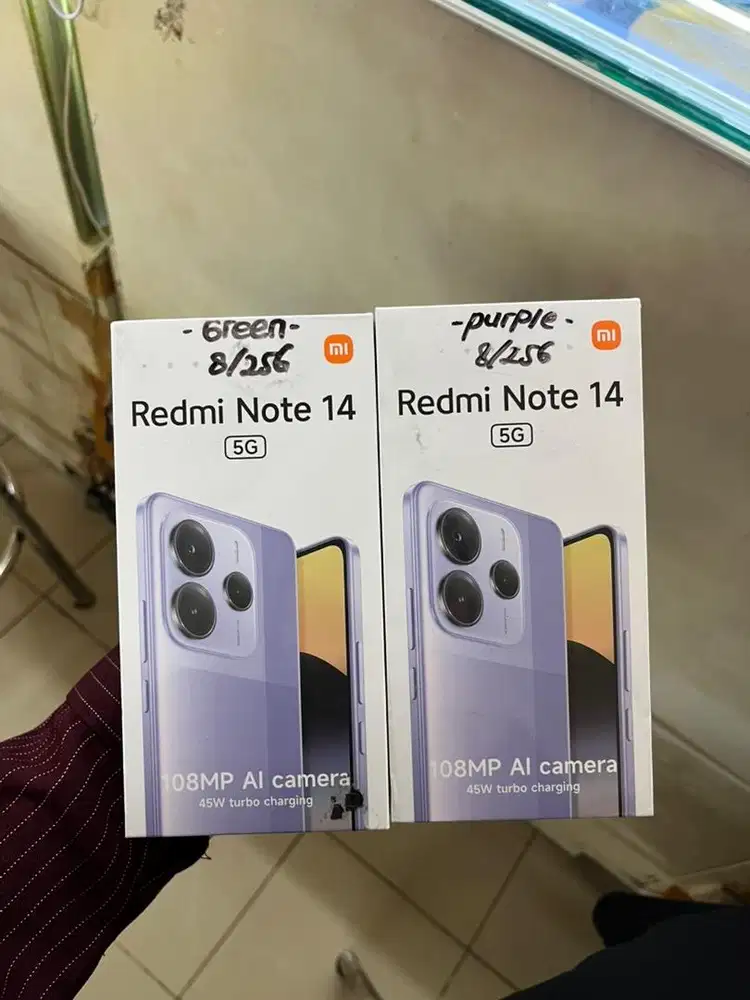 -Green-
8/256
mi
Redmi Note 14
5G
108MP AI camera
45W turbo charging
-purple-
8/256
mi
Redmi Note 14
5G
108MP AI camera
45W turbo charging